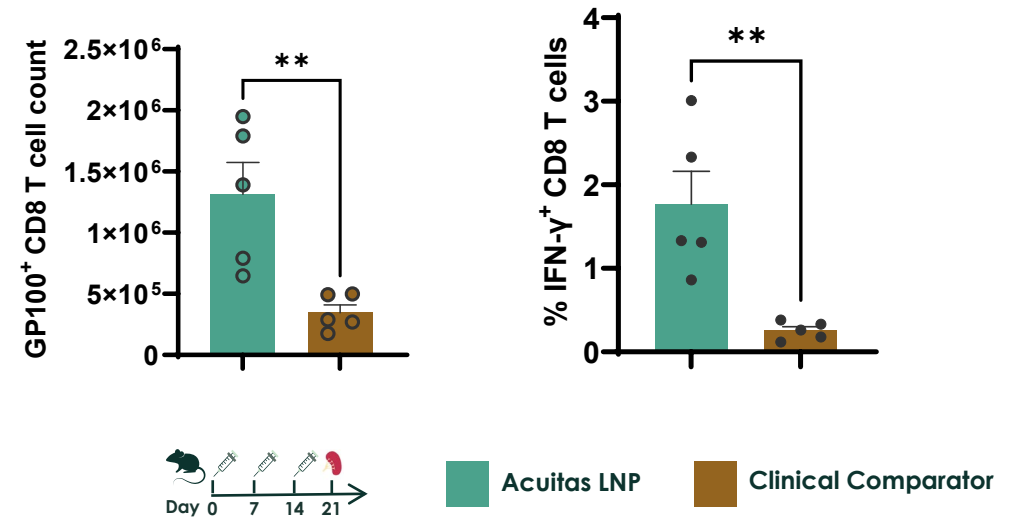 GP100⁺ CD8 T cell count
2.5×10⁶
2×10⁶
1.5×10⁶
1×10⁶
5×10⁵
0
**
% IFN-γ⁺ CD8 T cells
4
3
2
1
0
**
Day 0 7 14 21
Acuitas LNP
Clinical Comparator